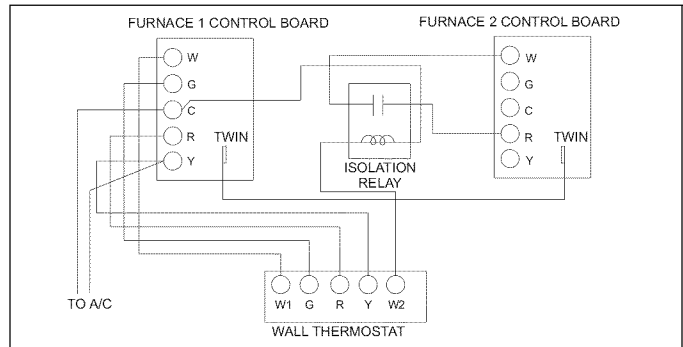 FURNACE 1 CONTROL BOARD
FURNACE 2 CONTROL BOARD
W
G
C
R
Y
TWIN
W
G
C
R
Y
TWIN
ISOLATION
RELAY
TO A/C
W1 G R Y W2
WALL THERMOSTAT